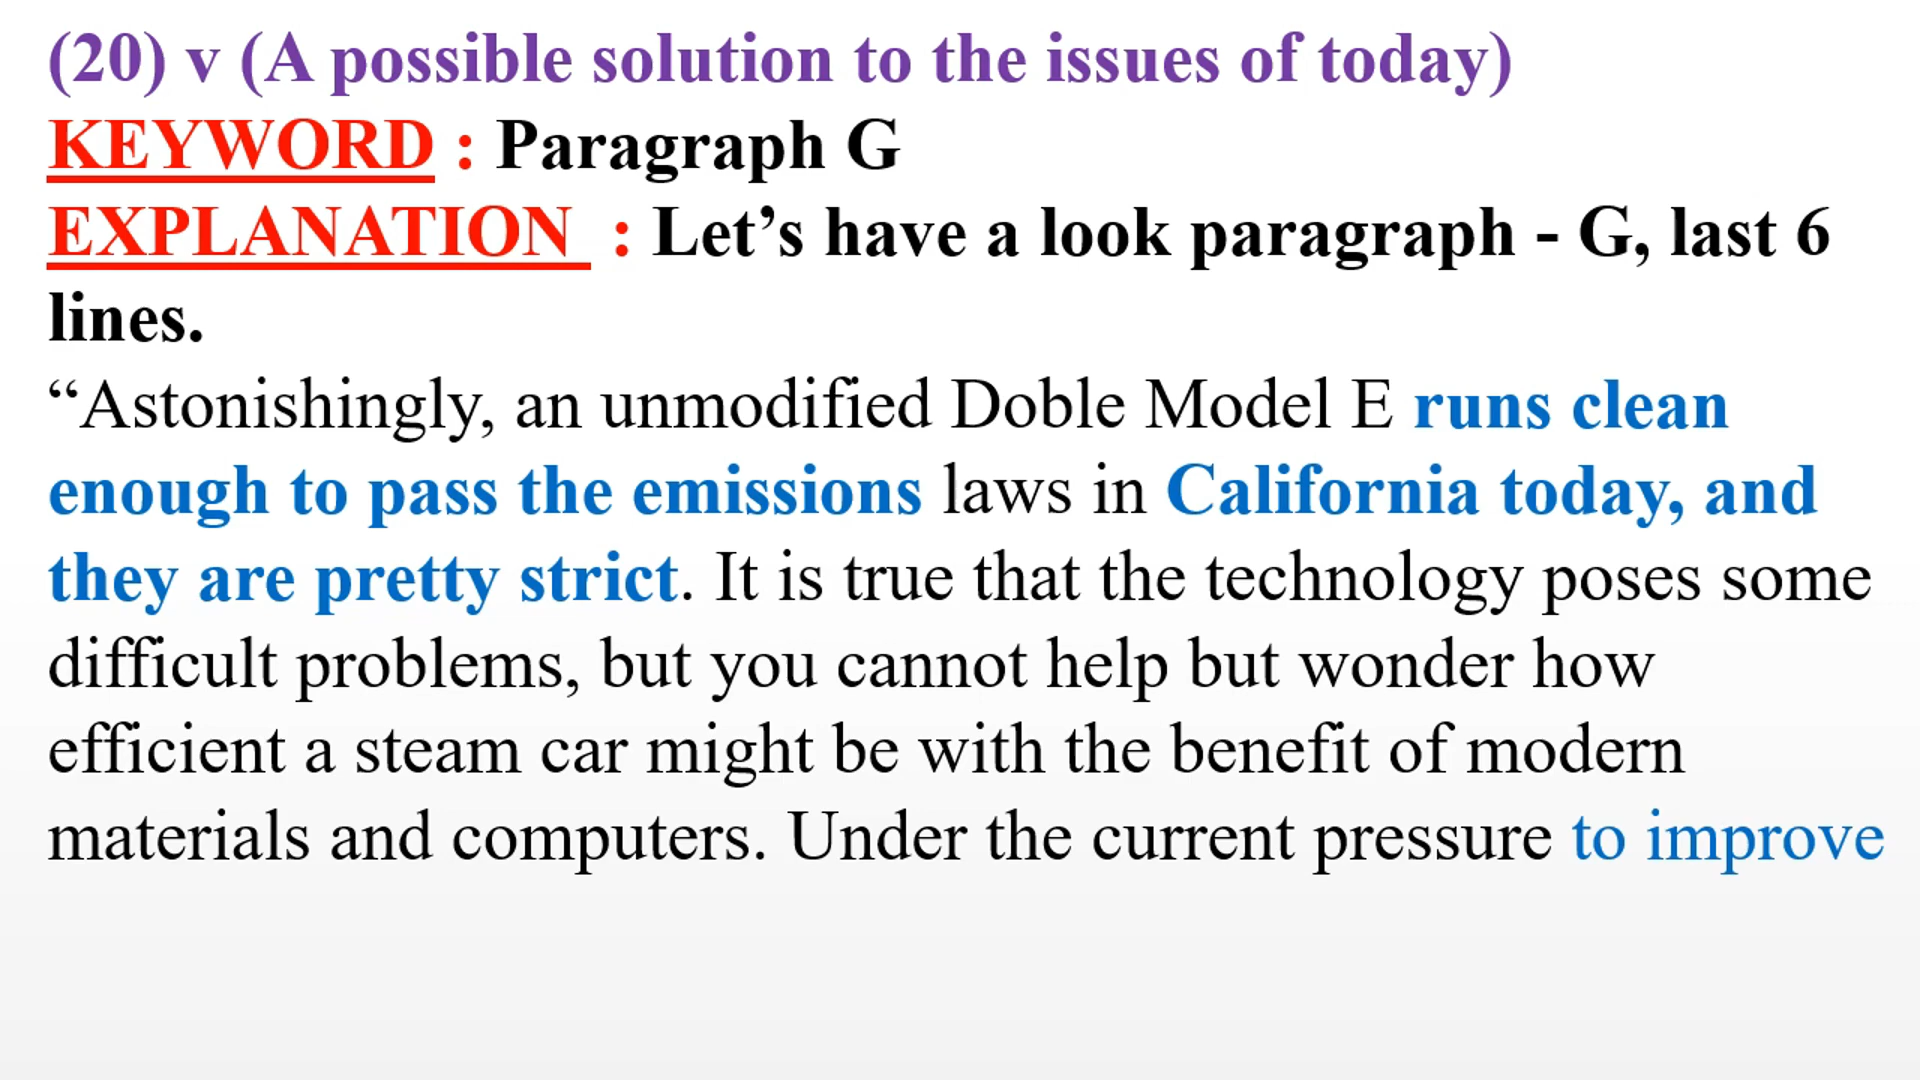 (20) v (A possible solution to the issues of today)
KEYWORD : Paragraph G
EXPLANATION : Let’s have a look paragraph - G, last 6
lines.
“Astonishingly, an unmodified Doble Model E runs clean
enough to pass the emissions laws in California today, and
they are pretty strict. It is true that the technology poses some
difficult problems, but you cannot help but wonder how
efficient a steam car might be with the benefit of modern
materials and computers. Under the current pressure to improve